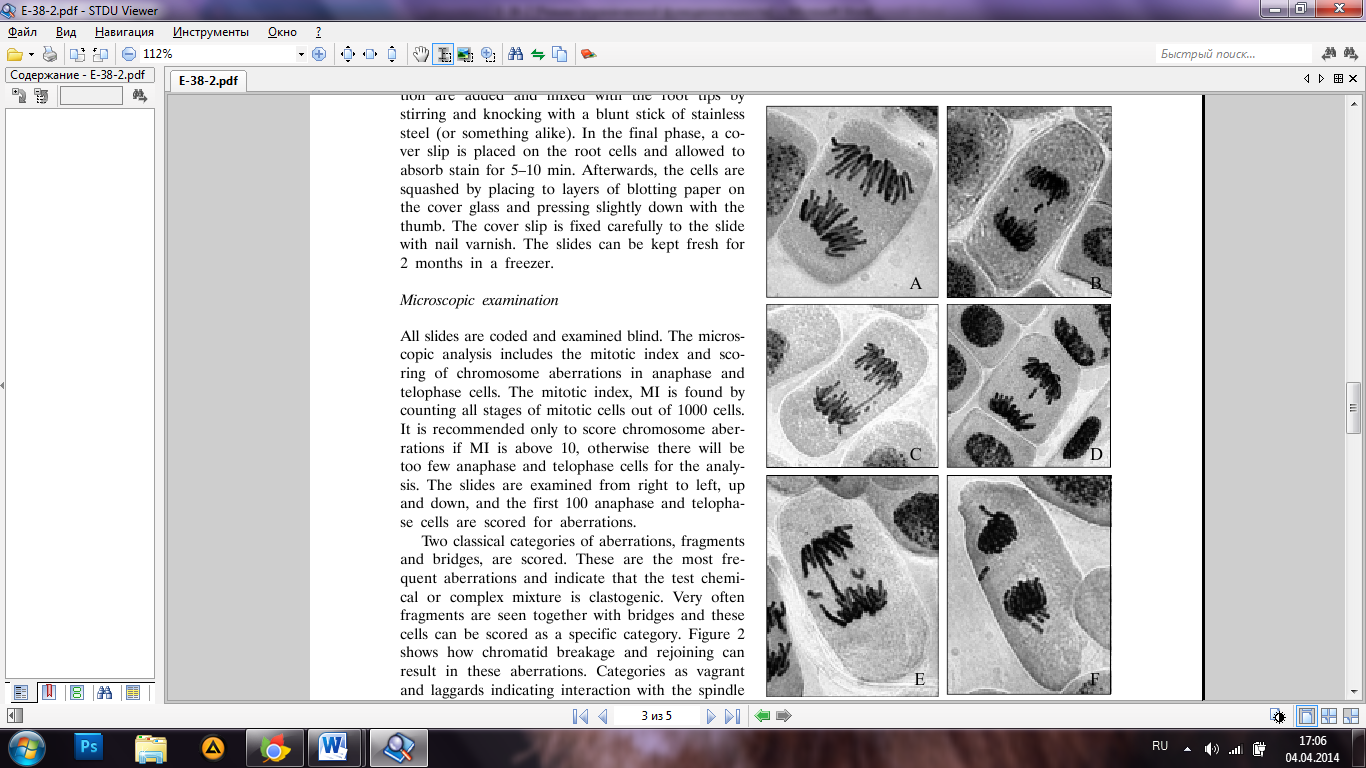 E-38-2.pdf - STDU Viewer
Файл Вид Навигация Инструменты Окно ?
112%
Быстрый поиск...
Содержание - E-38-2.pdf
E-38-2.pdf
tion are added and mixed with the root tips by
stirring and knocking with a blunt stick of stainless
steel (or something alike). In the final phase, a co-
ver slip is placed on the root cells and allowed to
absorb stain for 5–10 min. Afterwards, the cells are
squashed by placing to layers of blotting paper on
the cover glass and pressing slightly down with the
thumb. The cover slip is fixed carefully to the slide
with nail varnish. The slides can be kept fresh for
2 months in a freezer.
Microscopic examination
All slides are coded and examined blind. The micros-
copic analysis includes the mitotic index and sco-
ring of chromosome aberrations in anaphase and
telophase cells. The mitotic index, MI is found by
counting all stages of mitotic cells out of 1000 cells.
It is recommended only to score chromosome aber-
rations if MI is above 10, otherwise there will be
too few anaphase and telophase cells for the analy-
sis. The slides are examined from right to left, up
and down, and the first 100 anaphase and telopha-
se cells are scored for aberrations.
Two classical categories of aberrations, fragments
and bridges, are scored. These are the most fre-
quent aberrations and indicate that the test chemi-
cal or complex mixture is clastogenic. Very often
fragments are seen together with bridges and these
cells can be scored as a specific category. Figure 2
shows how chromatid breakage and rejoining can
result in these aberrations. Categories as vagrant
and laggards indicating interaction with the spindle
A
B
C
D
E
F
3 из 5
Ps
W
RU
17:06
04.04.2014